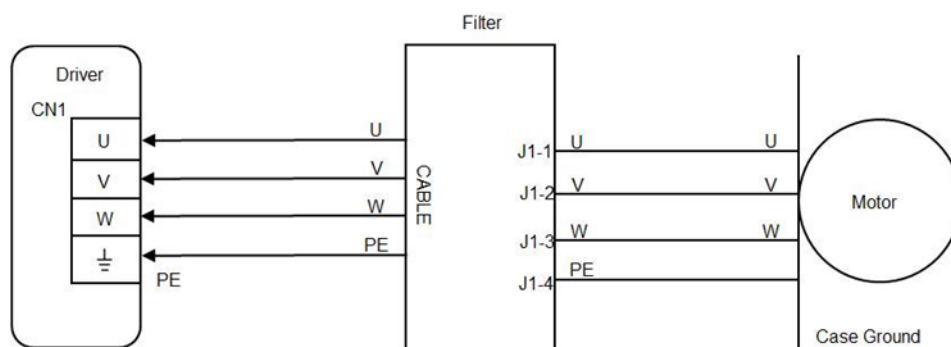 Filter
Driver
CN1
U
V
W
PE
U
V
W
PE
CABLE
J1-1
J1-2
J1-3
J1-4
U
V
W
PE
U
V
W
Motor
Case Ground